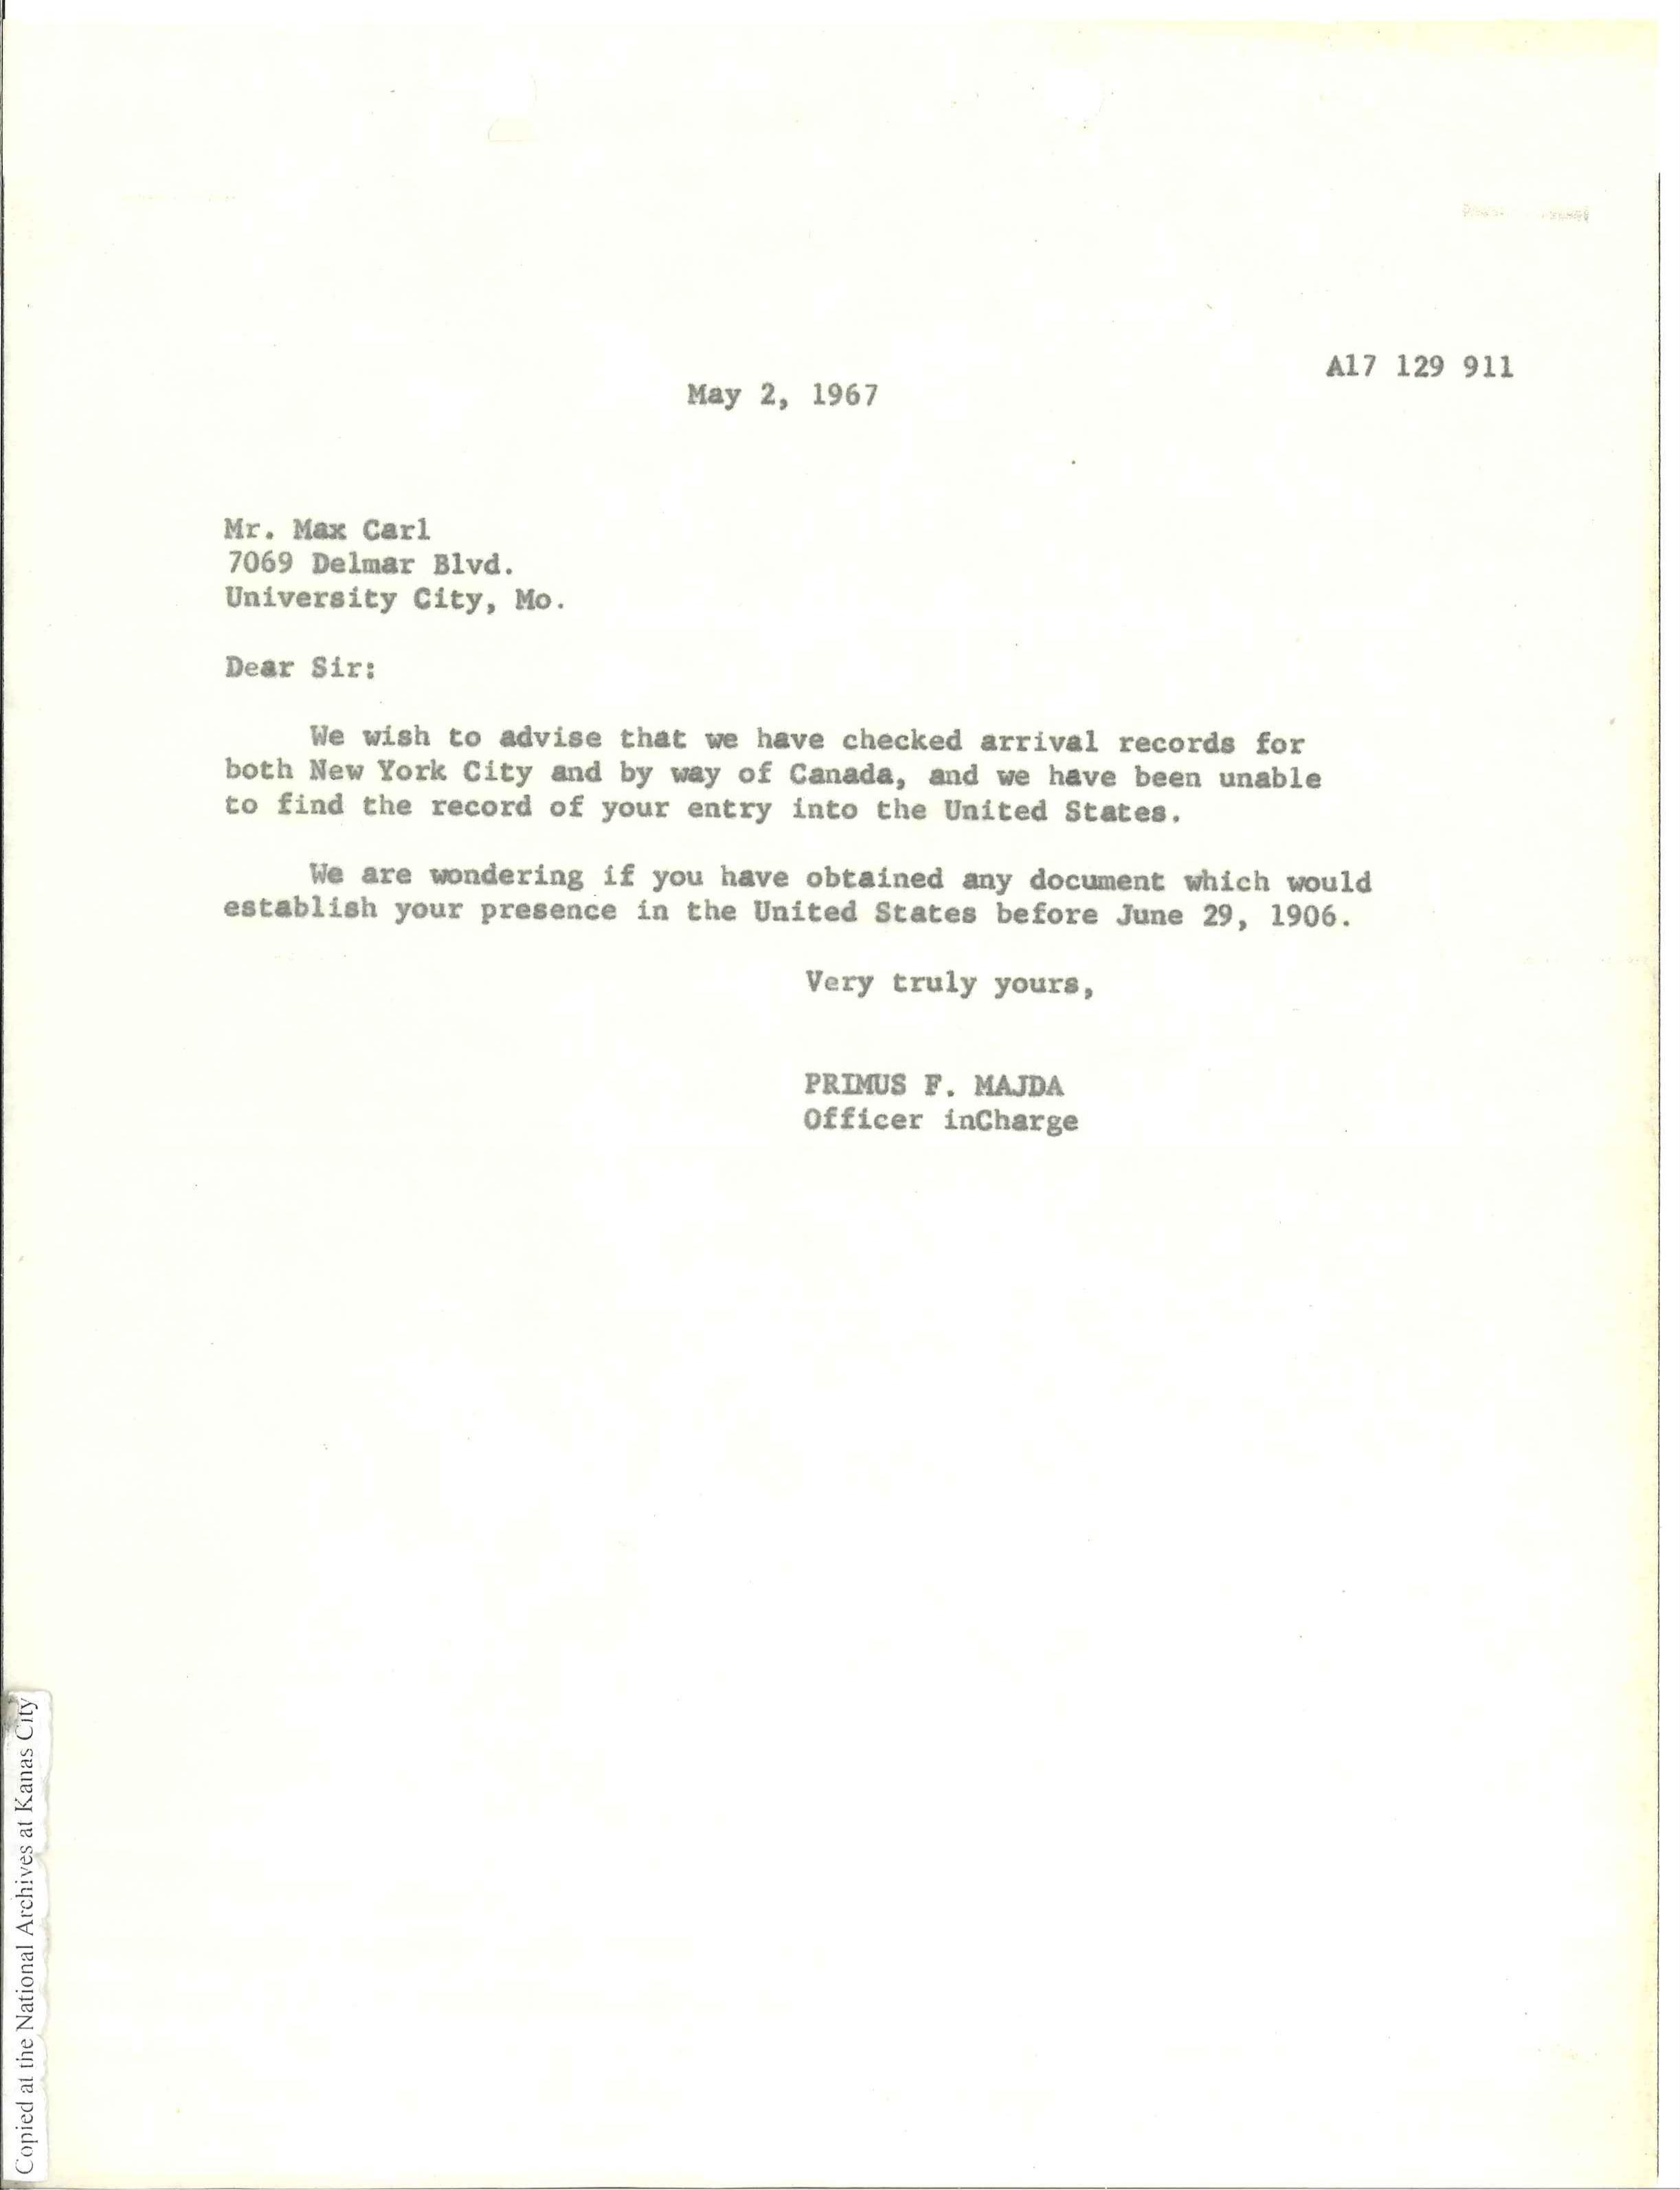 A17 129 911
May 2, 1967
Mr. Max Carl
7069 Delmar Blvd.
University City, Mo.
Dear Sir:
We wish to advise that we have checked arrival records for
both New York City and by way of Canada, and we have been unable
to find the record of your entry into the United States.
We are wondering if you have obtained any document which would
establish your presence in the United States before June 29, 1906.
Very truly yours,
PRIMUS F. MAJDA
Officer inCharge
Copied at the National Archives at Kanas City